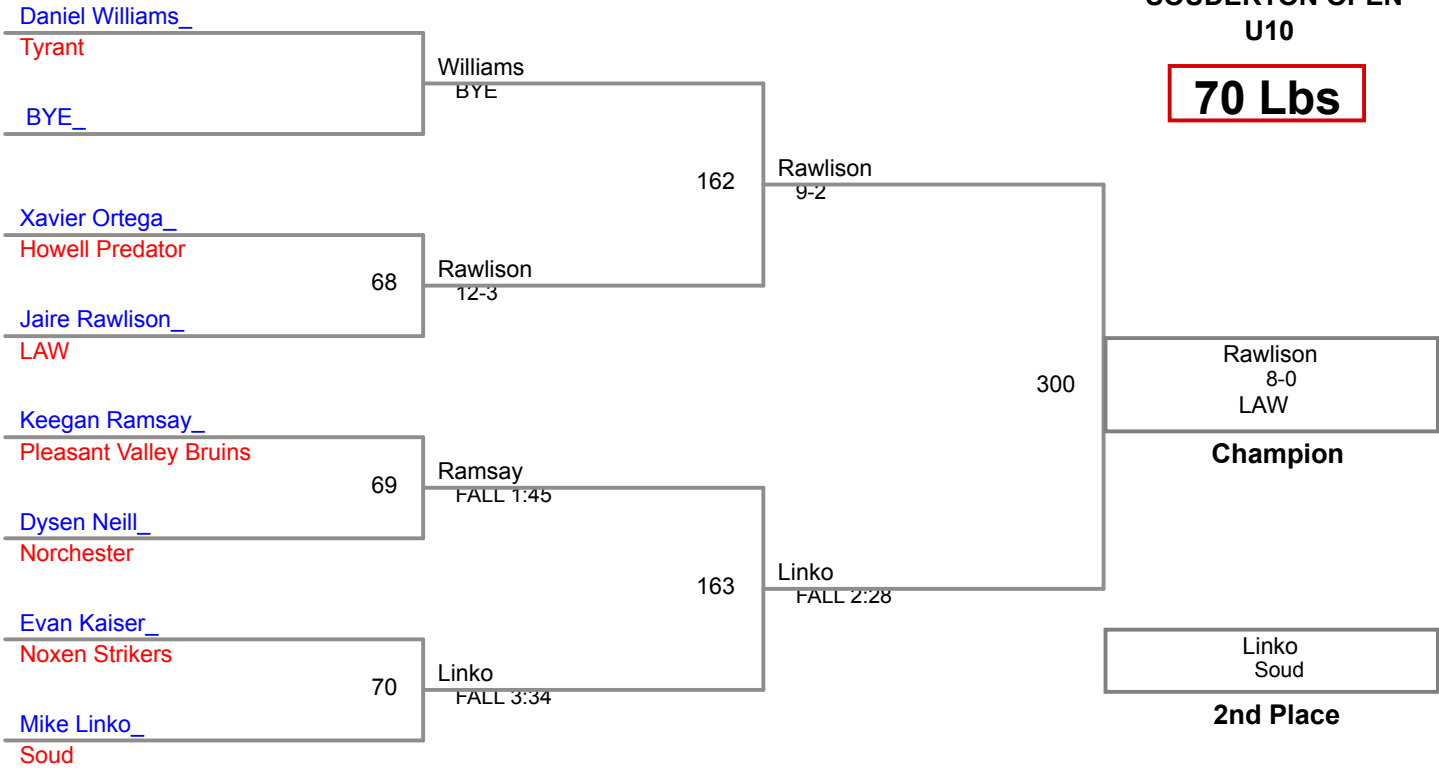 SOUDERTON OPEN
U10
70 Lbs
Daniel Williams_
Tyrant
BYE_
Williams
BYE
Xavier Ortega_
Howell Predator
68
Jaire Rawlison_
LAW
Rawlison
12-3
162
Rawlison
9-2
Keegan Ramsay_
Pleasant Valley Bruins
69
Dysen Neill_
Norchester
Ramsay
FALL 1:45
Evan Kaiser_
Noxen Strikers
70
Mike Linko_
Soud
Linko
FALL 3:34
163
Linko
FALL 2:28
300
Rawlison
8-0
LAW
Champion
Linko
Soud
2nd Place